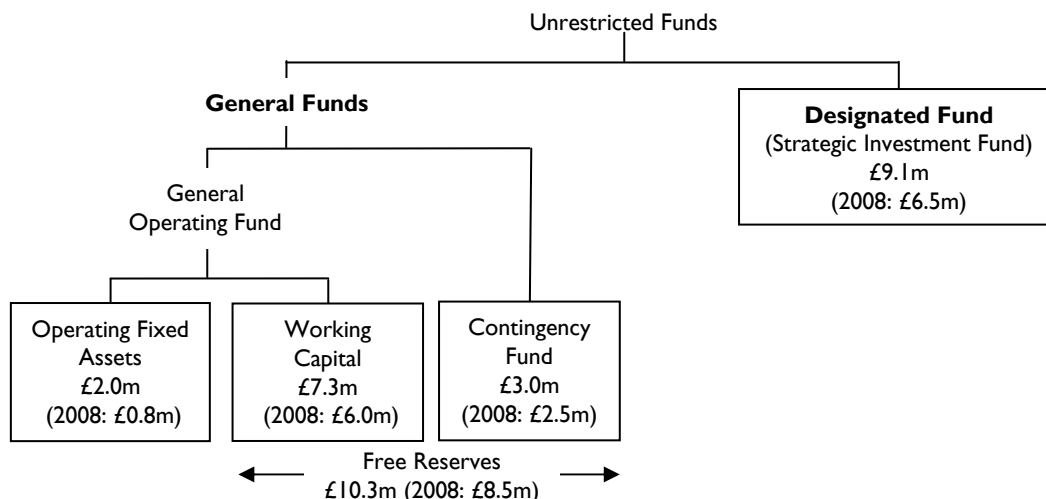 Unrestricted Funds
General Funds
Designated Fund
(Strategic Investment Fund)
£9.1m
(2008: £6.5m)
General
Operating Fund
Operating Fixed
Assets
£2.0m
(2008: £0.8m)
Working
Capital
£7.3m
(2008: £6.0m)
Contingency
Fund
£3.0m
(2008: £2.5m)
Free Reserves
£10.3m (2008: £8.5m)